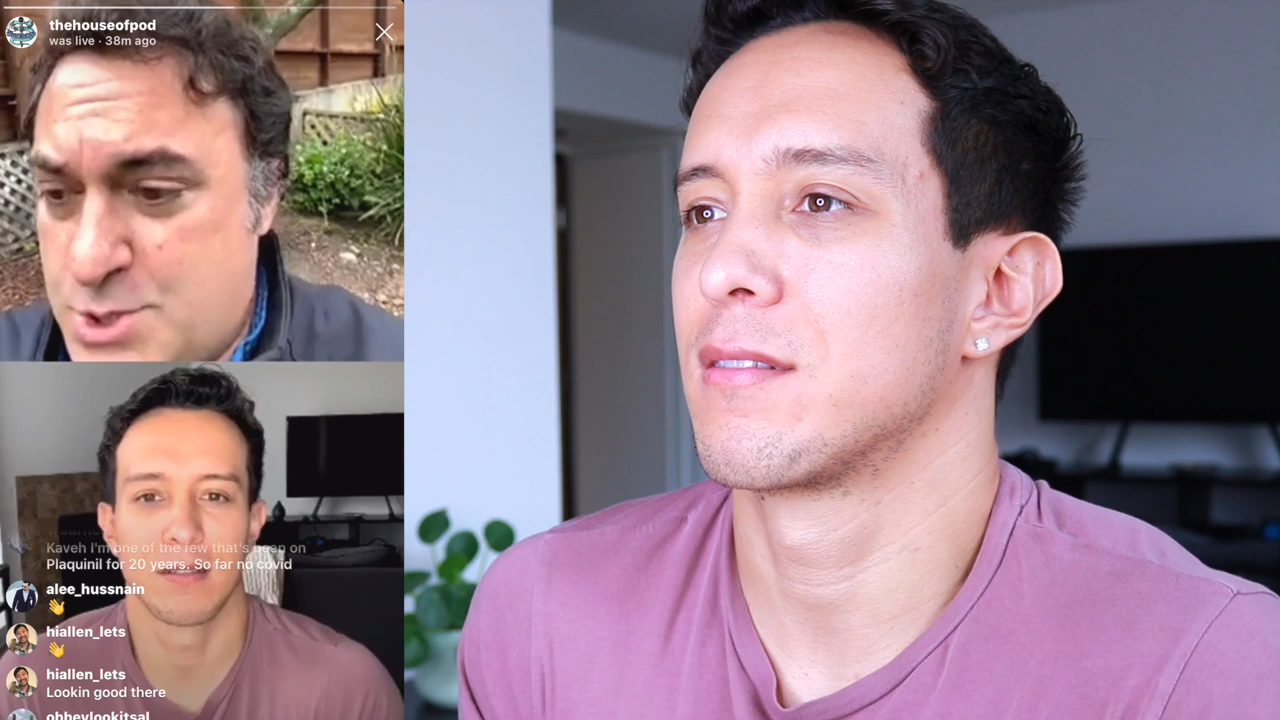 thehouseofpod
was live · 38m ago
Kaveh I'm one of the few that's been on
Plaquinil for 20 years. So far no covid
alee_hussnain
👋
hiallen_lets
👋
hiallen_lets
Lookin good there
ohheylookitsal